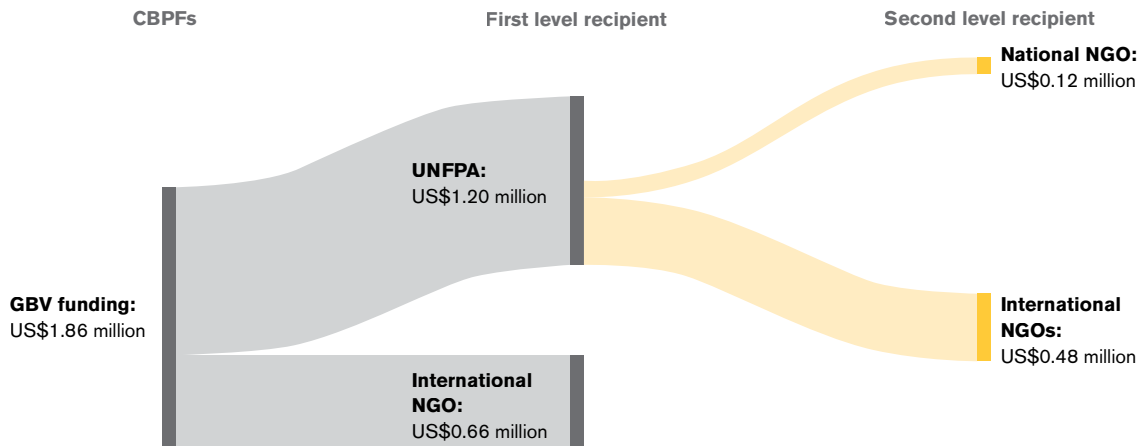 CBPFs
First level recipient
Second level recipient
National NGO:
US$0.12 million
UNFPA:
US$1.20 million
GBV funding:
US$1.86 million
International
NGOs:
US$0.48 million
International
NGO:
US$0.66 million